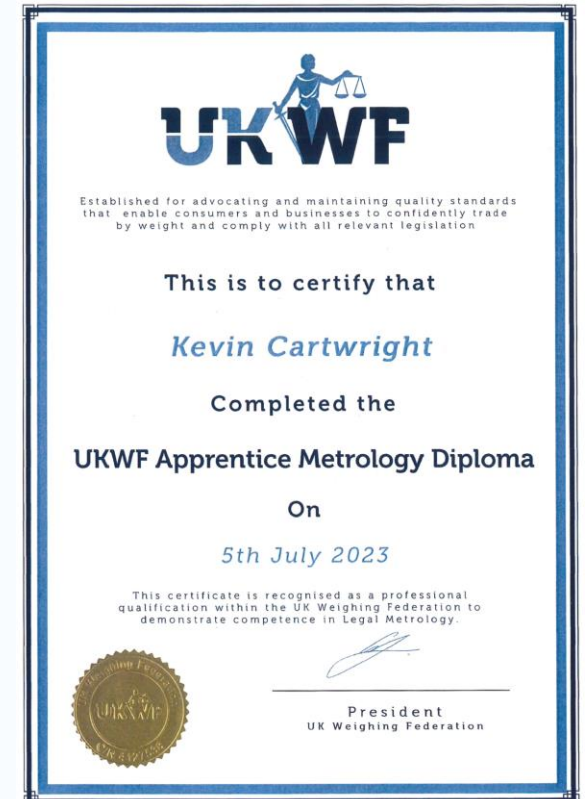 UKWF
Established for advocating and maintaining quality standards
that enable consumers and businesses to confidently trade
by weight and comply with all relevant legislation
This is to certify that
Kevin Cartwright
Completed the
UKWF Apprentice Metrology Diploma
On
5th July 2023
This certificate is recognised as a professional
qualification within the UK Weighing Federation to
demonstrate competence in Legal Metrology.
President
UK Weighing Federation
UKWF